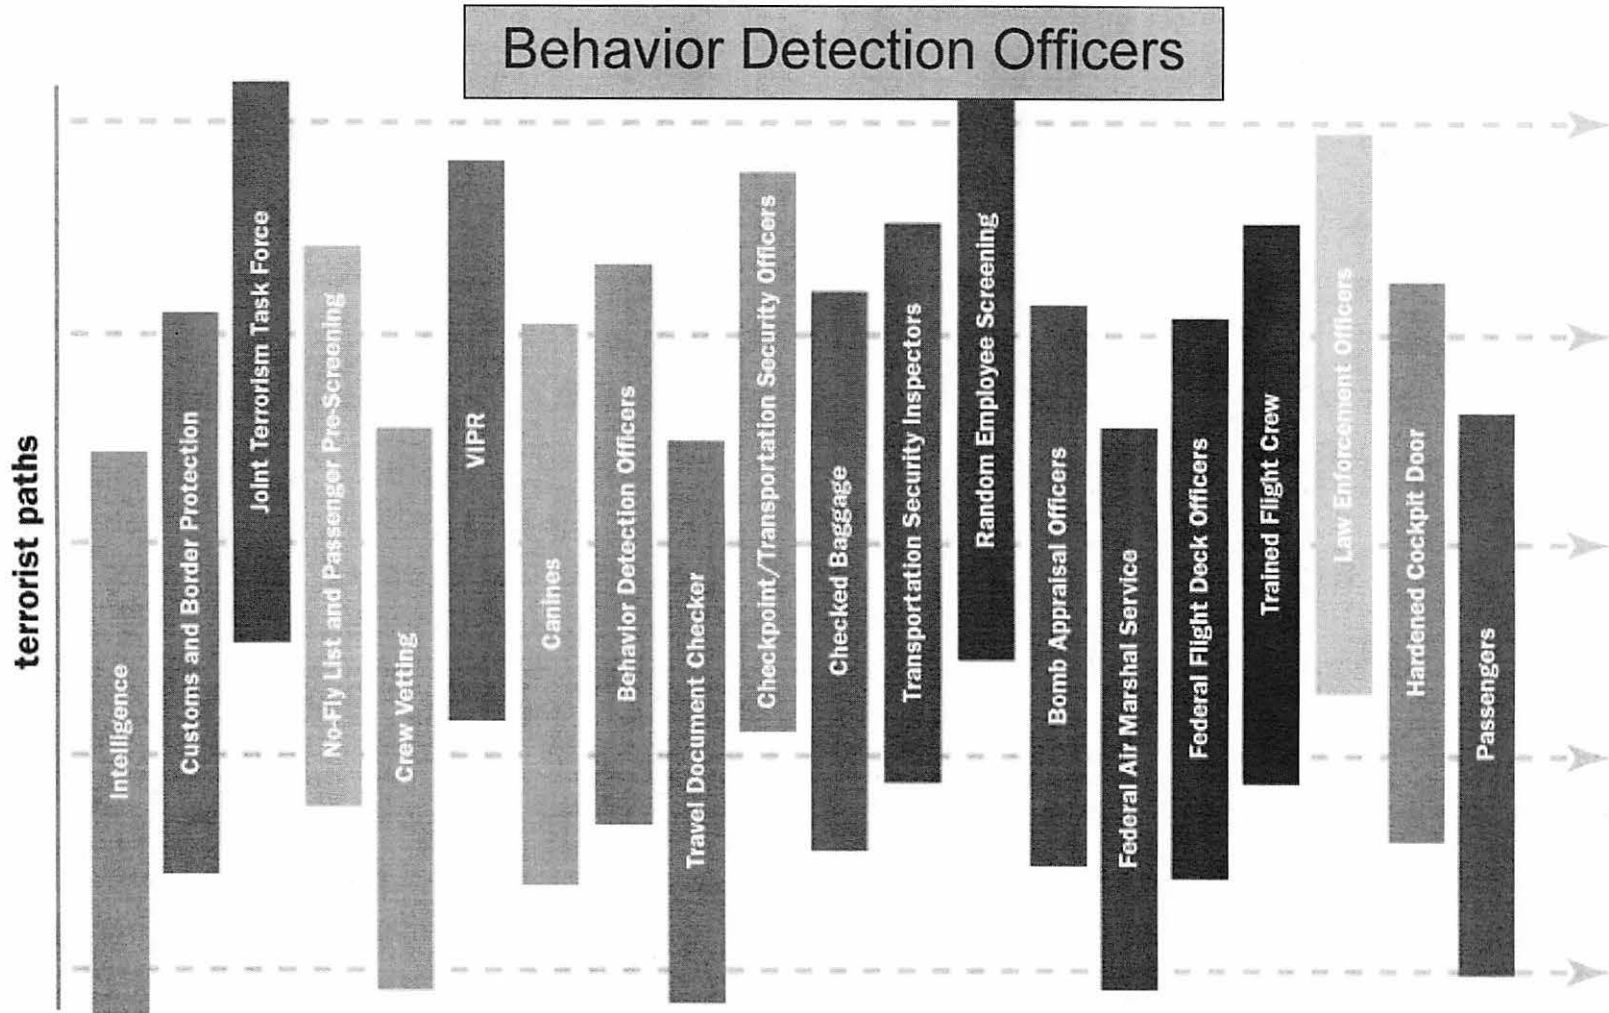 Behavior Detection Officers
terrorist paths
Intelligence
Customs and Border Protection
Joint Terrorism Task Force
No-Fly List and Passenger Pre-Screening
Crew Vetting
VIPR
Canines
Behavior Detection Officers
Travel Document Checker
Checkpoint/Transportation Security Officers
Checked Baggage
Transportation Security Inspectors
Random Employee Screening
Bomb Appraisal Officers
Federal Air Marshal Service
Federal Flight Deck Officers
Trained Flight Crew
Law Enforcement Officers
Hardened Cockpit Door
Passengers